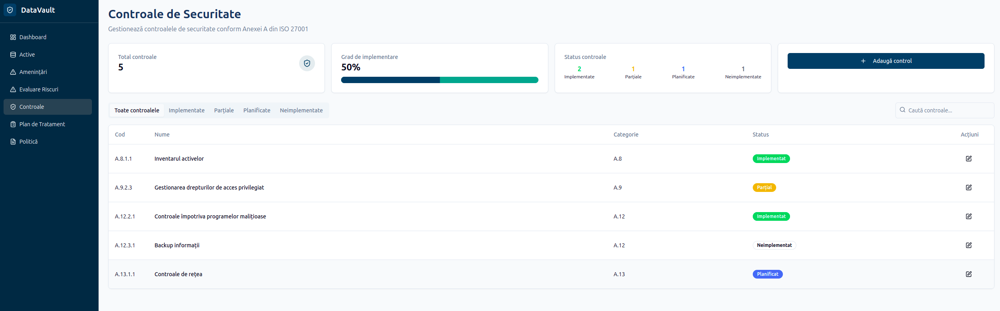 DataVault
Dashboard
Active
Amenințări
Evaluare Riscuri
Controale
Plan de Tratament
Politică
Controale de Securitate
Gestionează controalele de securitate conform Anexei A din ISO 27001
Total controale
5
Grad de implementare
50%
Status controale
2 1 1 1
Implementate Parțiale Planificate Neimplementate
+ Adaugă control
Toate controalele Implementate Parțiale Planificate Neimplementate
Caută controale...
Cod Nume Categorie Status Acțiuni
A.8.1.1 Inventarul activelor A.8 Implementat
A.9.2.3 Gestionarea drepturilor de acces privilegiat A.9 Parțial
A.12.2.1 Controale împotriva programelor malițioase A.12 Implementat
A.12.3.1 Backup informații A.12 Neimplementat
A.13.1.1 Controale de rețea A.13 Planificat